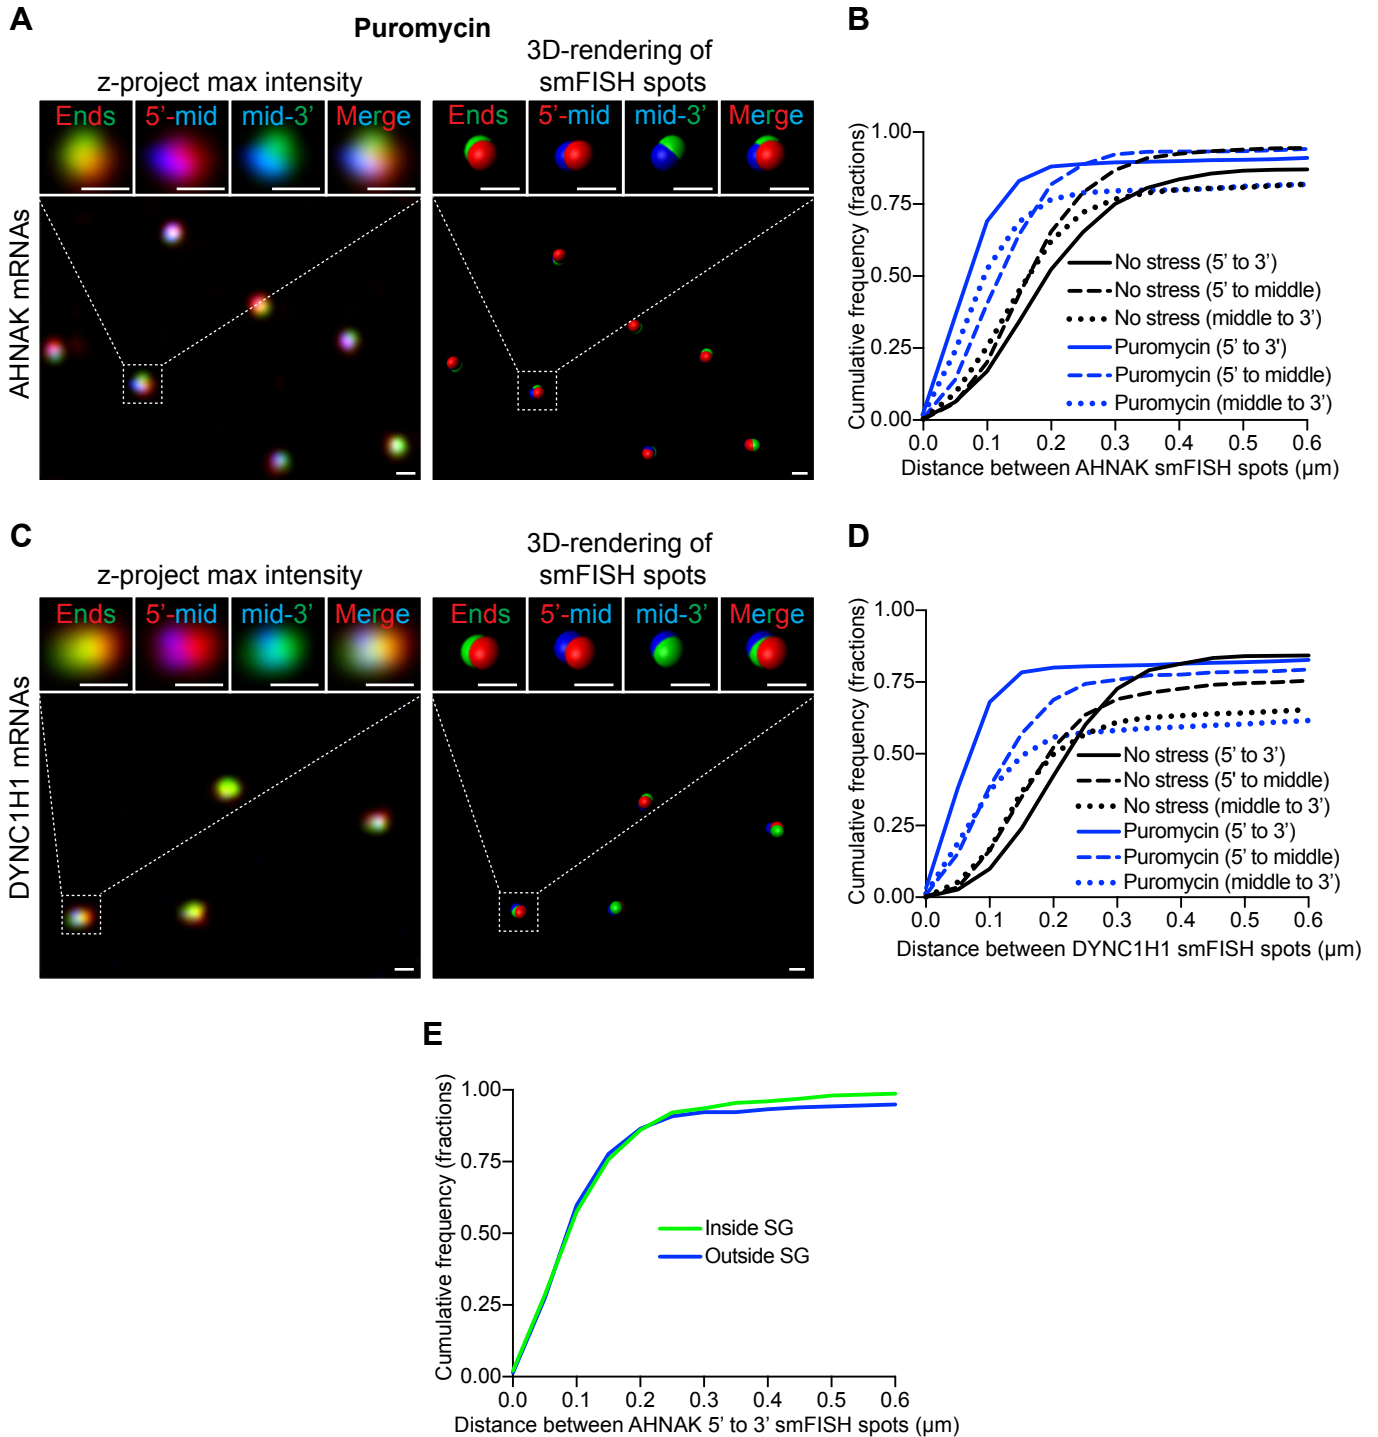 A
Puromycin
z-project max intensity
3D-rendering of
smFISH spots
Ends
5’-mid
mid-3’
Merge
Ends
5’-mid
mid-3’
Merge
AHNAK mRNAs
B
Cumulative frequency (fractions)
1.00
0.75
0.50
0.25
0.00
No stress (5’ to 3’)
No stress (5’ to middle)
No stress (middle to 3’)
Puromycin (5’ to 3’)
Puromycin (5’ to middle)
Puromycin (middle to 3’)
0.0 0.1 0.2 0.3 0.4 0.5 0.6
Distance between AHNAK smFISH spots (µm)
C
z-project max intensity
3D-rendering of
smFISH spots
Ends
5’-mid
mid-3’
Merge
Ends
5’-mid
mid-3’
Merge
DYNC1H1 mRNAs
D
Cumulative frequency (fractions)
1.00
0.75
0.50
0.25
0.00
No stress (5’ to 3’)
No stress (5' to middle)
No stress (middle to 3’)
Puromycin (5’ to 3’)
Puromycin (5’ to middle)
Puromycin (middle to 3’)
0.0 0.1 0.2 0.3 0.4 0.5 0.6
Distance between DYNC1H1 smFISH spots (µm)
E
Cumulative frequency (fractions)
1.00
0.75
0.50
0.25
0.00
Inside SG
Outside SG
0.0 0.1 0.2 0.3 0.4 0.5 0.6
Distance between AHNAK 5’ to 3’ smFISH spots (µm)